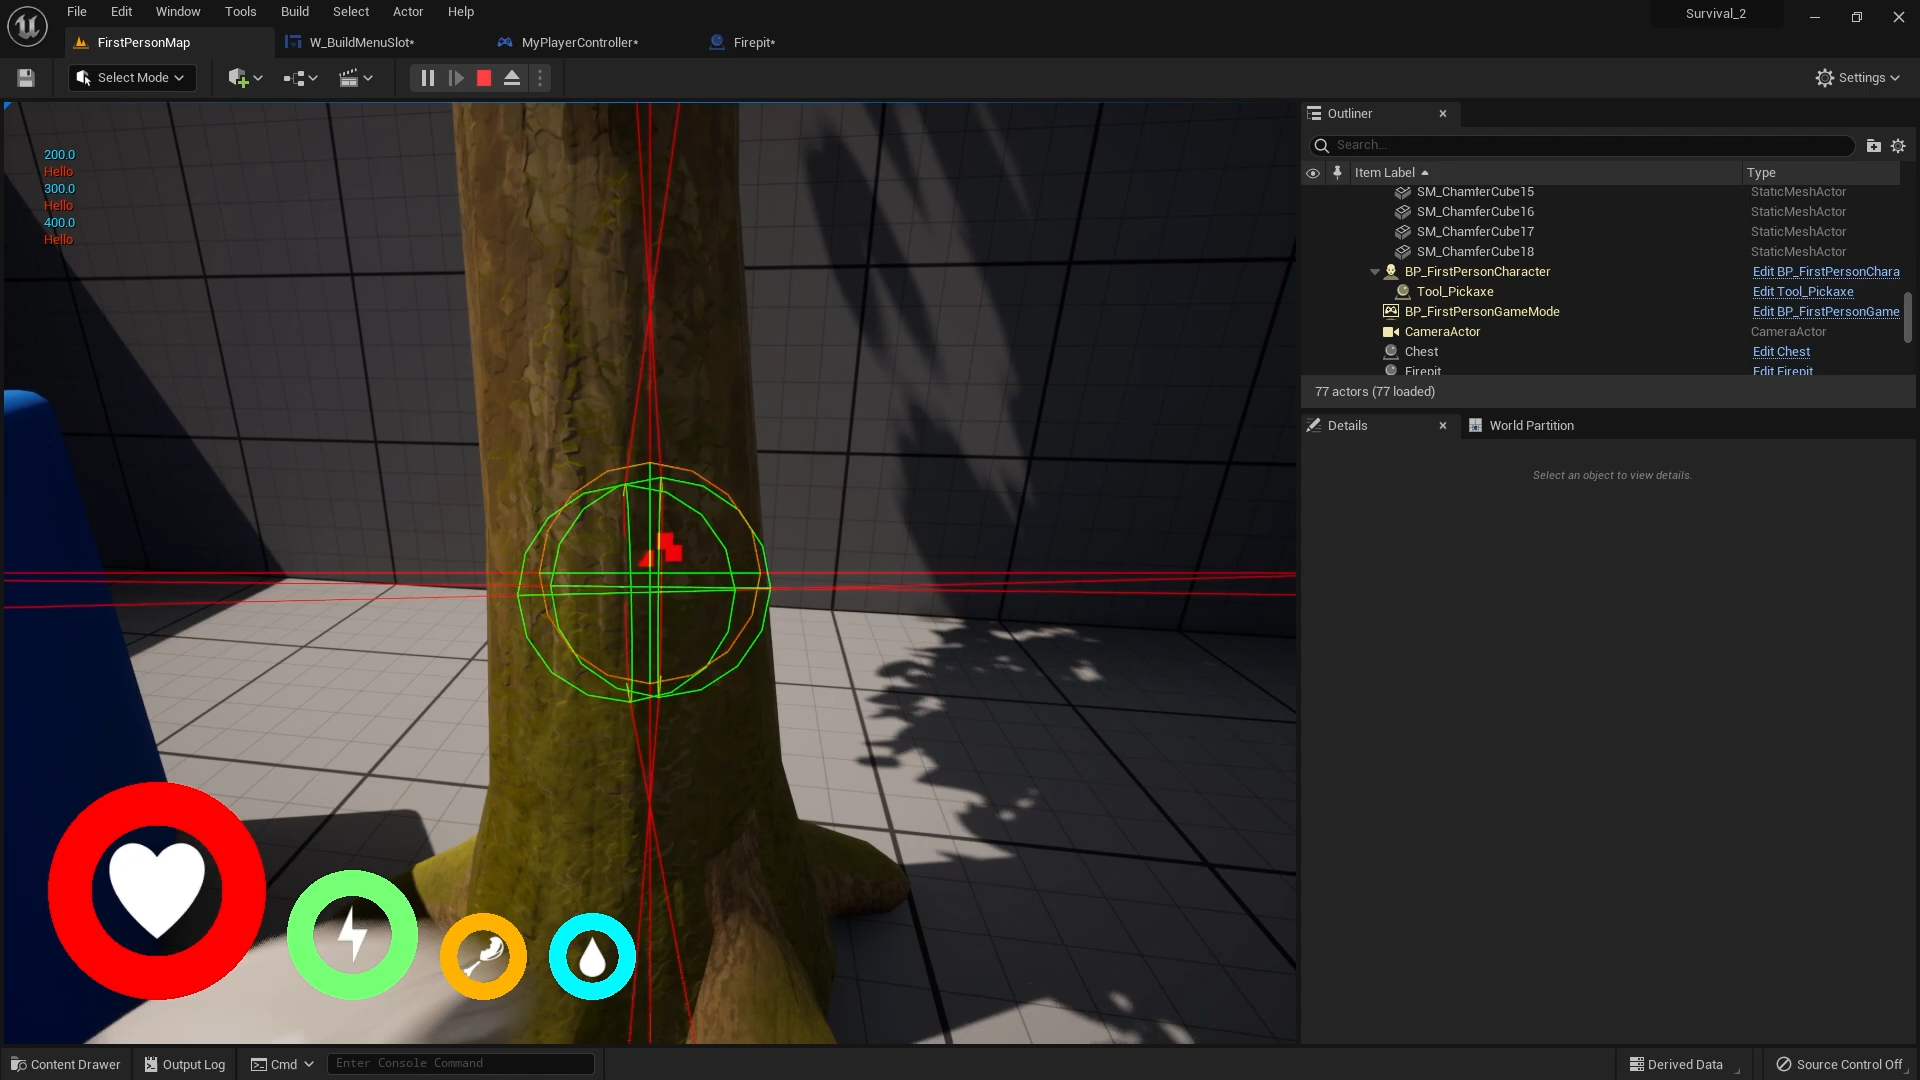 File Edit Window Tools Build Select Actor Help
Survival_2
FirstPersonMap
W_BuildMenuSlot*
MyPlayerController*
Firepit*
Select Mode
Settings
200.0
Hello
300.0
Hello
400.0
Hello
Outliner
Search...
Item Label
Type
SM_ChamferCube15 StaticMeshActor
SM_ChamferCube16 StaticMeshActor
SM_ChamferCube17 StaticMeshActor
SM_ChamferCube18 StaticMeshActor
BP_FirstPersonCharacter Edit BP_FirstPersonChara
Tool_Pickaxe Edit Tool_Pickaxe
BP_FirstPersonGameMode Edit BP_FirstPersonGame
CameraActor CameraActor
Chest Edit Chest
Firepit Edit Firepit
77 actors (77 loaded)
Details
World Partition
Select an object to view details.
Content Drawer
Output Log
Cmd
Enter Console Command
Derived Data
Source Control Off